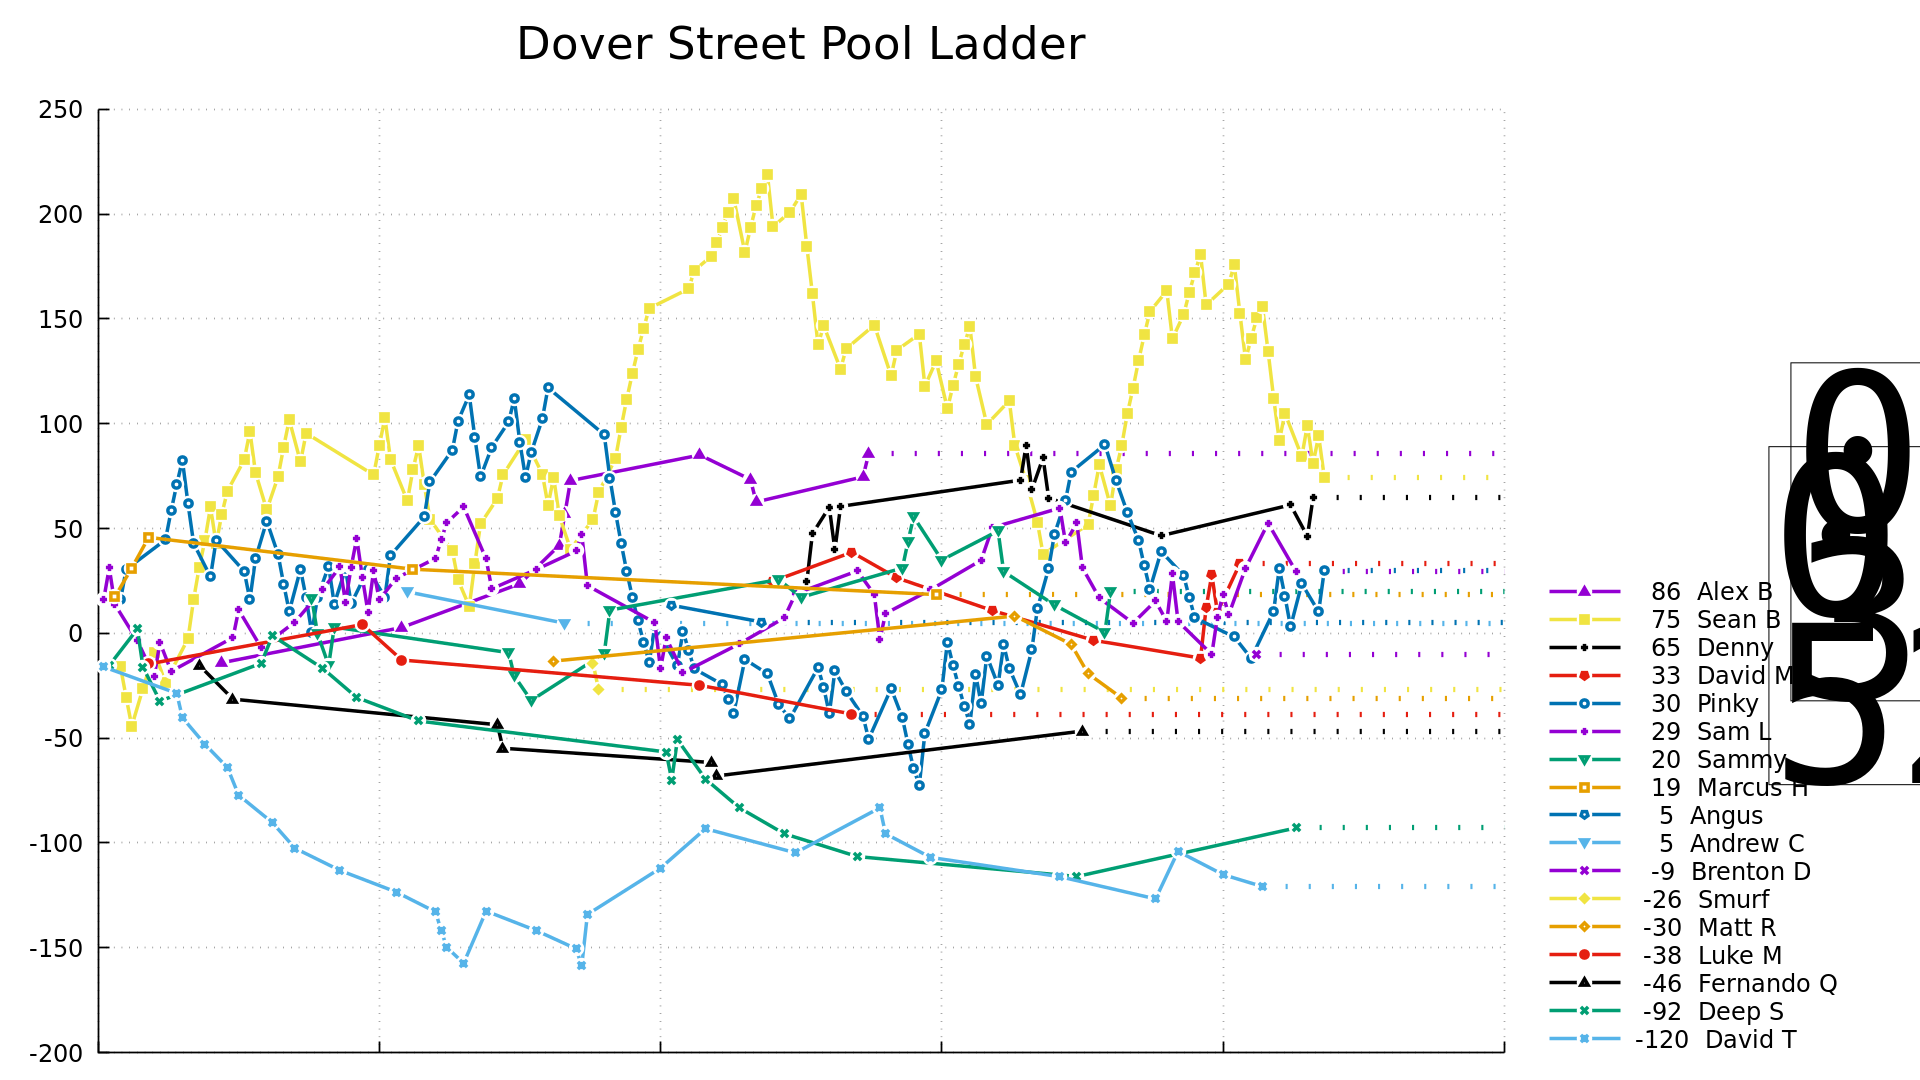 Dover Street Pool Ladder
250
200
150
100
50
0
-50
-100
-150
-200
86 Alex B
75 Sean B
65 Denny
33 David M
30 Pinky
29 Sam L
20 Sammy
19 Marcus H
5 Angus
5 Andrew C
-9 Brenton D
-26 Smurf
-30 Matt R
-38 Luke M
-46 Fernando Q
-92 Deep S
-120 David T